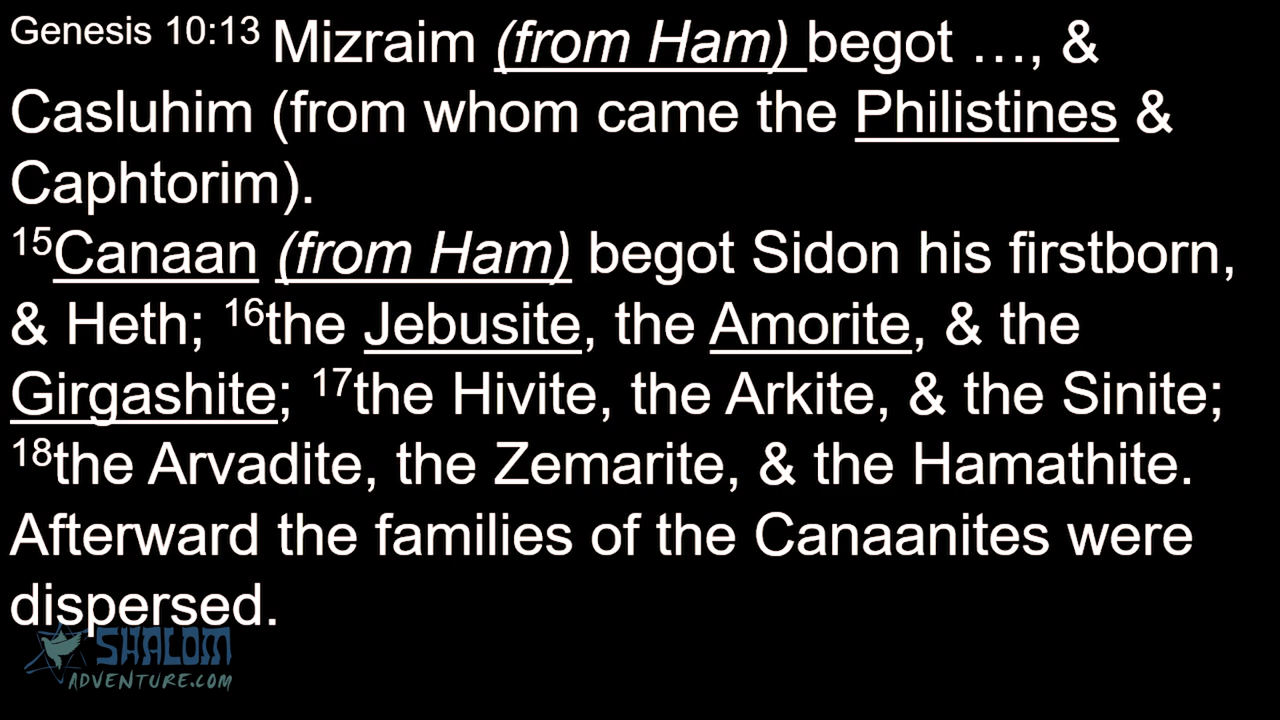 Genesis 10:13 Mizraim (from Ham) begot …, &
Casluhim (from whom came the Philistines &
Caphtorim).
15Canaan (from Ham) begot Sidon his firstborn,
& Heth; 16the Jebusite, the Amorite, & the
Girgashite; 17the Hivite, the Arkite, & the Sinite;
18the Arvadite, the Zemarite, & the Hamathite.
Afterward the families of the Canaanites were
dispersed.
SHALOM
ADVENTURE.COM